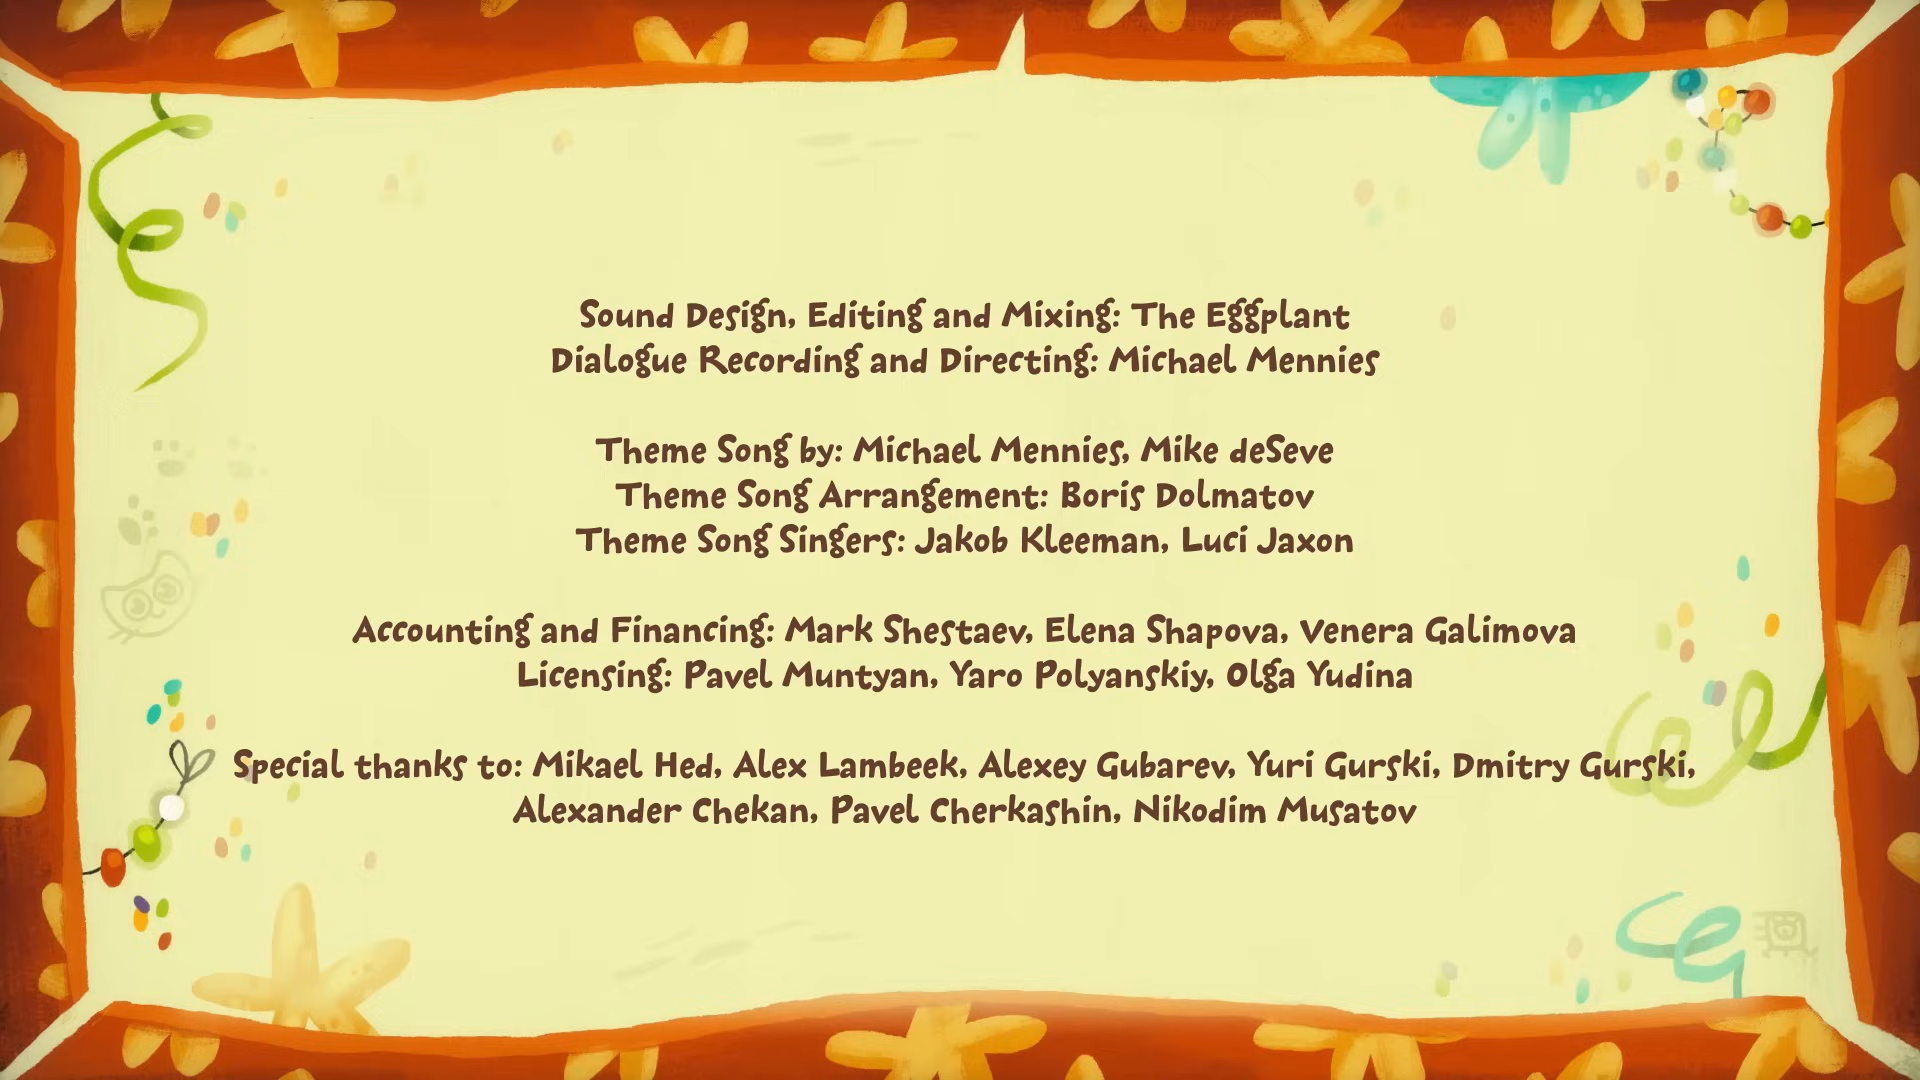 Sound Design, Editing and Mixing: The Eggplant
Dialogue Recording and Directing: Michael Mennies
Theme Song by: Michael Mennies, Mike deSeve
Theme Song Arrangement: Boris Dolmatov
Theme Song Singers: Jakob Kleeman, Luci Jaxon
Accounting and Financing: Mark Shestaev, Elena Shapova, Venera Galimova
Licensing: Pavel Muntyan, Yaro Polyanskiy, Olga Yudina
Special thanks to: Mikael Hed, Alex Lambeek, Alexey Gubarev, Yuri Gurski, Dmitry Gurski,
Alexander Chekan, Pavel Cherkashin, Nikodim Musatov